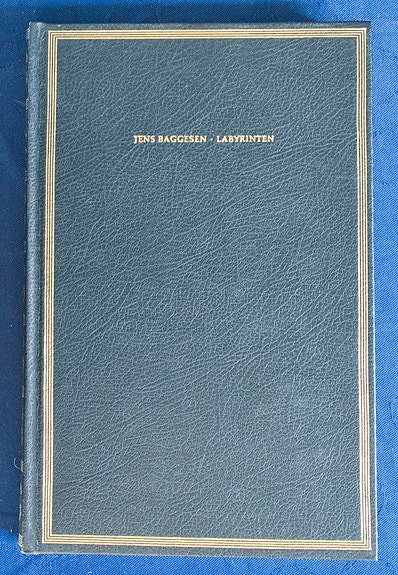 JENS BAGGESEN · LABYRINTEN